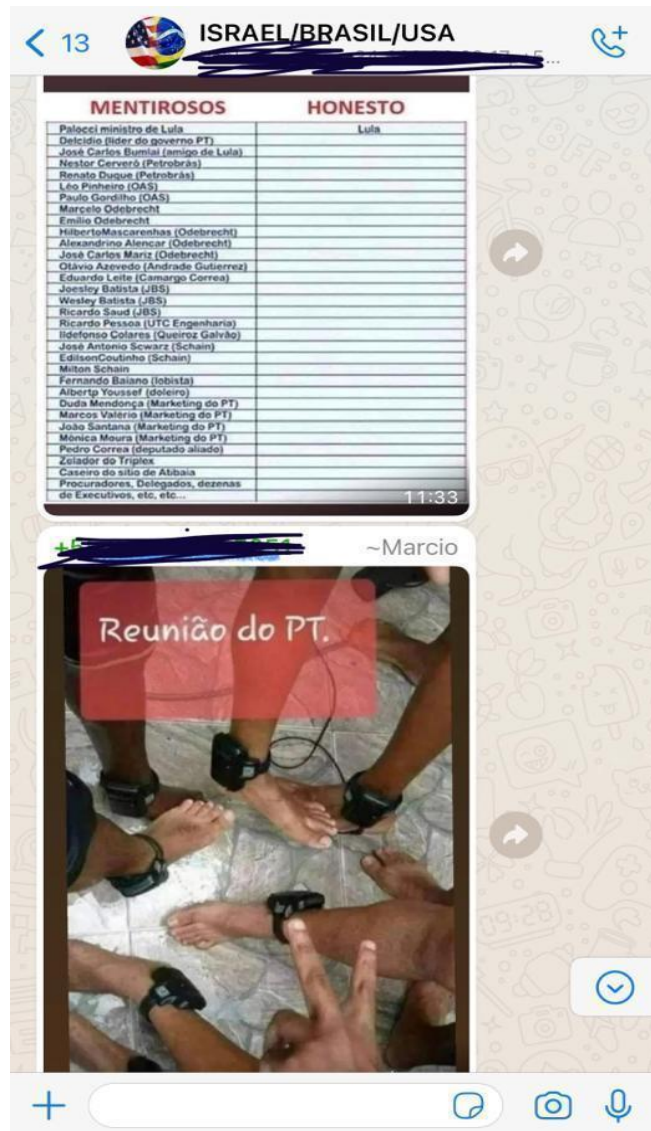 13
ISRAEL/BRASIL/USA
MENTIROSOS HONESTO
Palocci ministro de Lula Lula
Delcidio (líder do governo PT)
José Carlos Bumlai (amigo de Lula)
Nestor Cerveró (Petrobrás)
Renato Duque (Petrobrás)
Léo Pinheiro (OAS)
Paulo Gordilho (OAS)
Marcelo Odebrecht
Emílio Odebrecht
HilbertoMascarenhas (Odebrecht)
Alexandrino Alencar (Odebrecht)
José Carlos Mariz (Odebrecht)
Otávio Azevedo (Andrade Gutierrez)
Eduardo Leite (Camargo Correa)
Joesley Batista (JBS)
Wesley Batista (JBS)
Ricardo Saud (JBS)
Ricardo Pessoa (UTC Engenharia)
Ildefonso Colares (Queiroz Galvão)
José Antonio Scwarz (Schain)
EdilsonCoutinho (Schain)
Milton Schain
Fernando Baiano (lobista)
Albertp Youssef (doleiro)
Duda Mendonça (Marketing do PT)
Marcos Valério (Marketing do PT)
João Santana (Marketing do PT)
Mônica Moura (Marketing do PT)
Pedro Correa (deputado aliado)
Zelador do Triplex
Caseiro do sítio de Atibaia
Procuradores, Delegados, dezenas
de Executivos, etc, etc...
11:33
~Marcio
Reunião do PT.